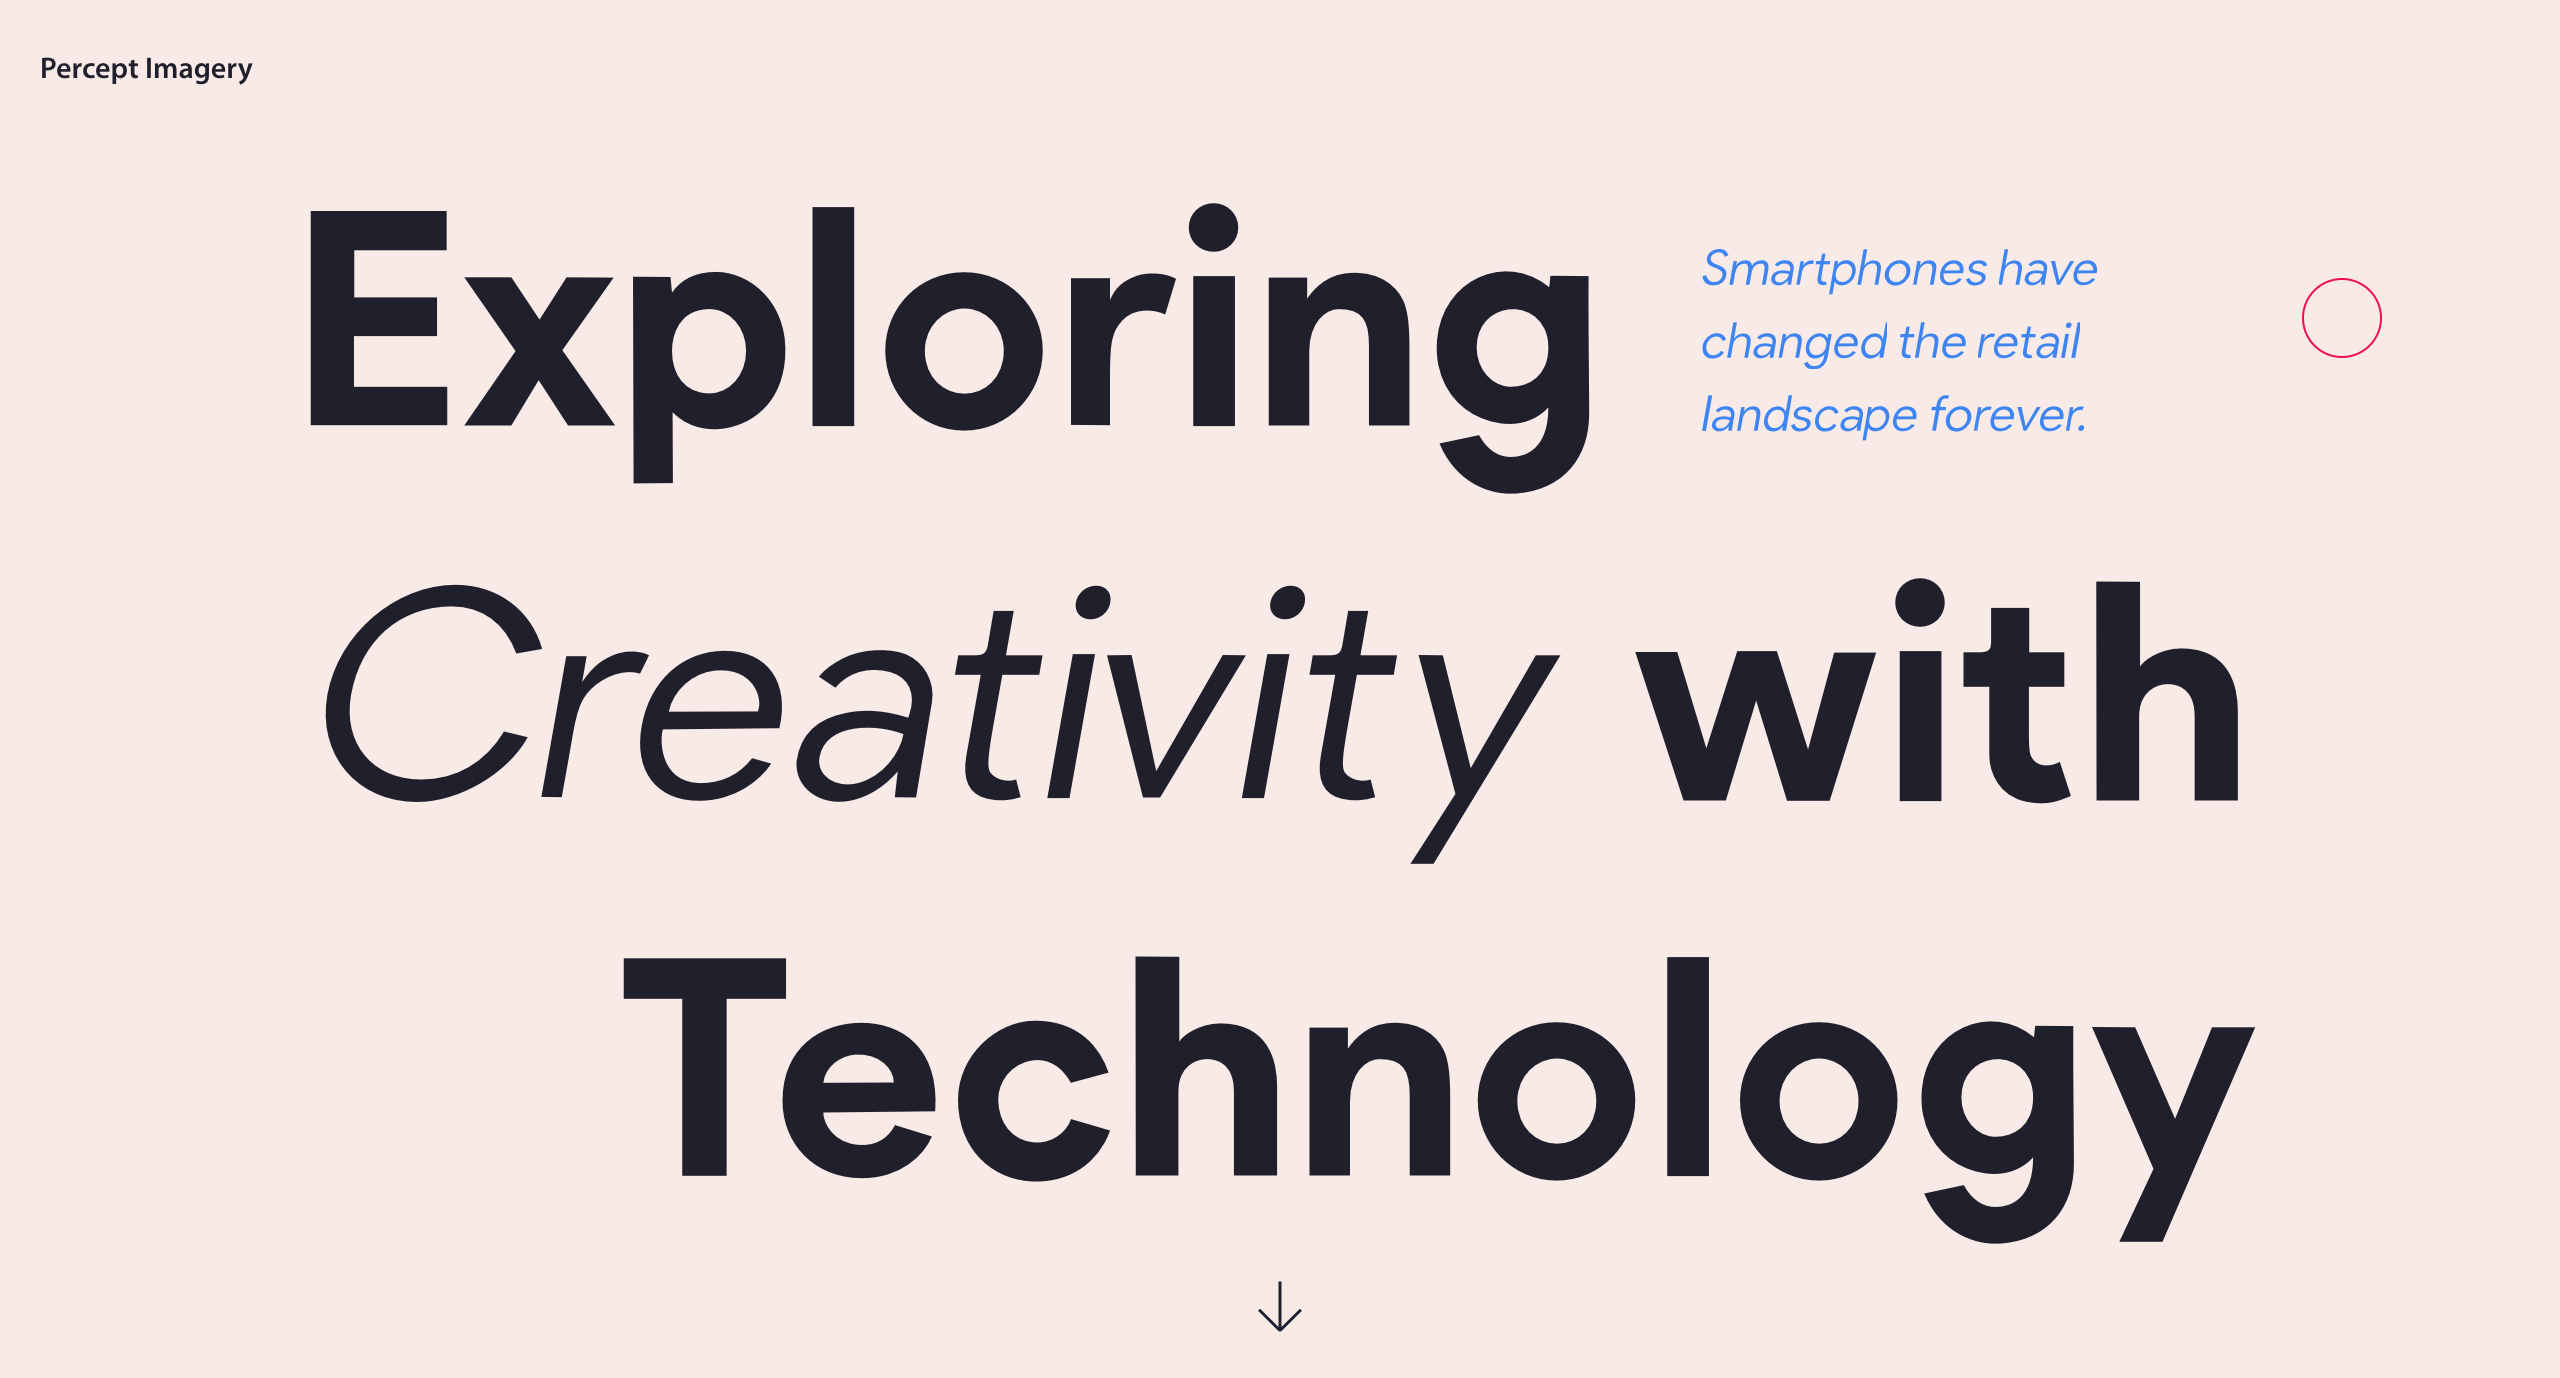 Percept Imagery
Exploring
Smartphones have
changed the retail
landscape forever.
Creativity with
Technology